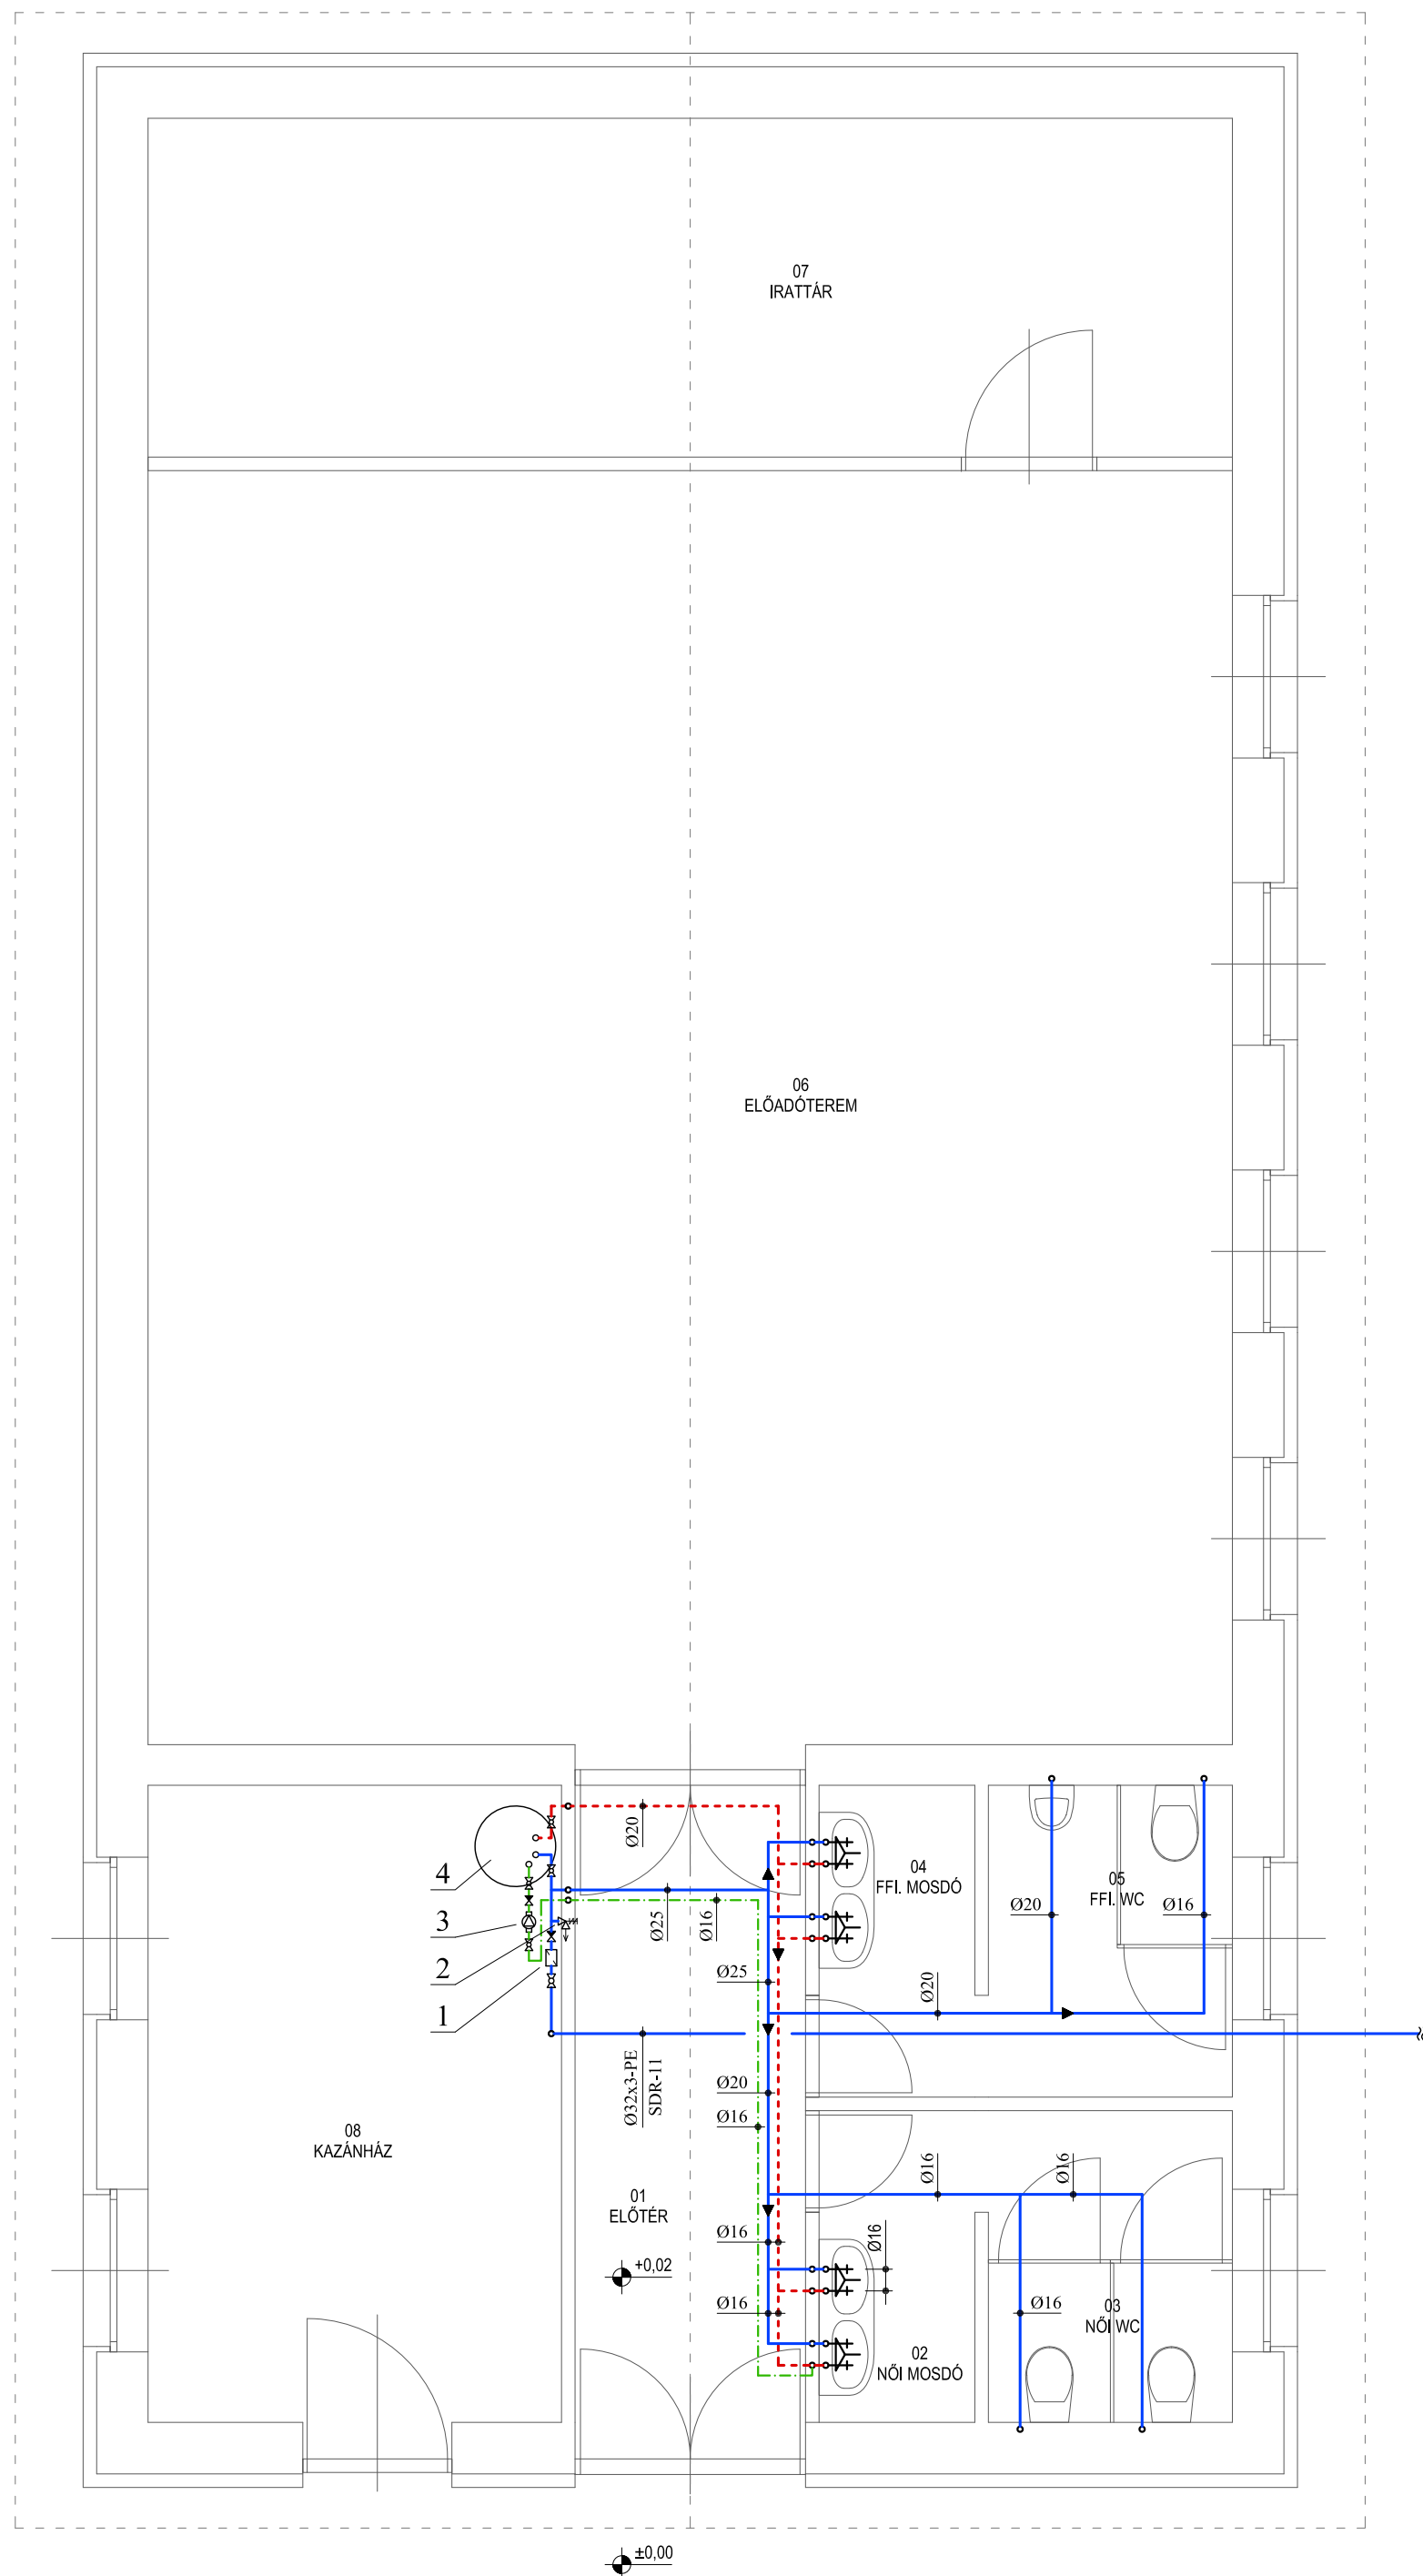 07
IRATTÁR
06
ELŐADÓTEREM
Ø20
04
FFI. MOSDÓ
05
FFI. WC
4
3
2
1
Ø25
Ø16
Ø20
Ø16
Ø25
Ø20
Ø32x3-PE
SDR-11
Ø20
Ø16
08
KAZÁNHÁZ
01
ELŐTÉR
Ø16
Ø16
Ø16
Ø16
+0,02
Ø16
Ø16
03
NŐI WC
02
NŐI MOSDÓ
±0,00